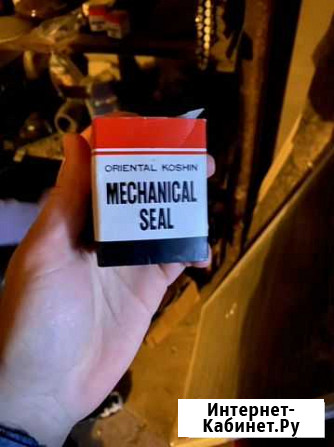 ORIENTAL KOSHIN
MECHANICAL
SEAL
Интернет-
Кабинет.Ру